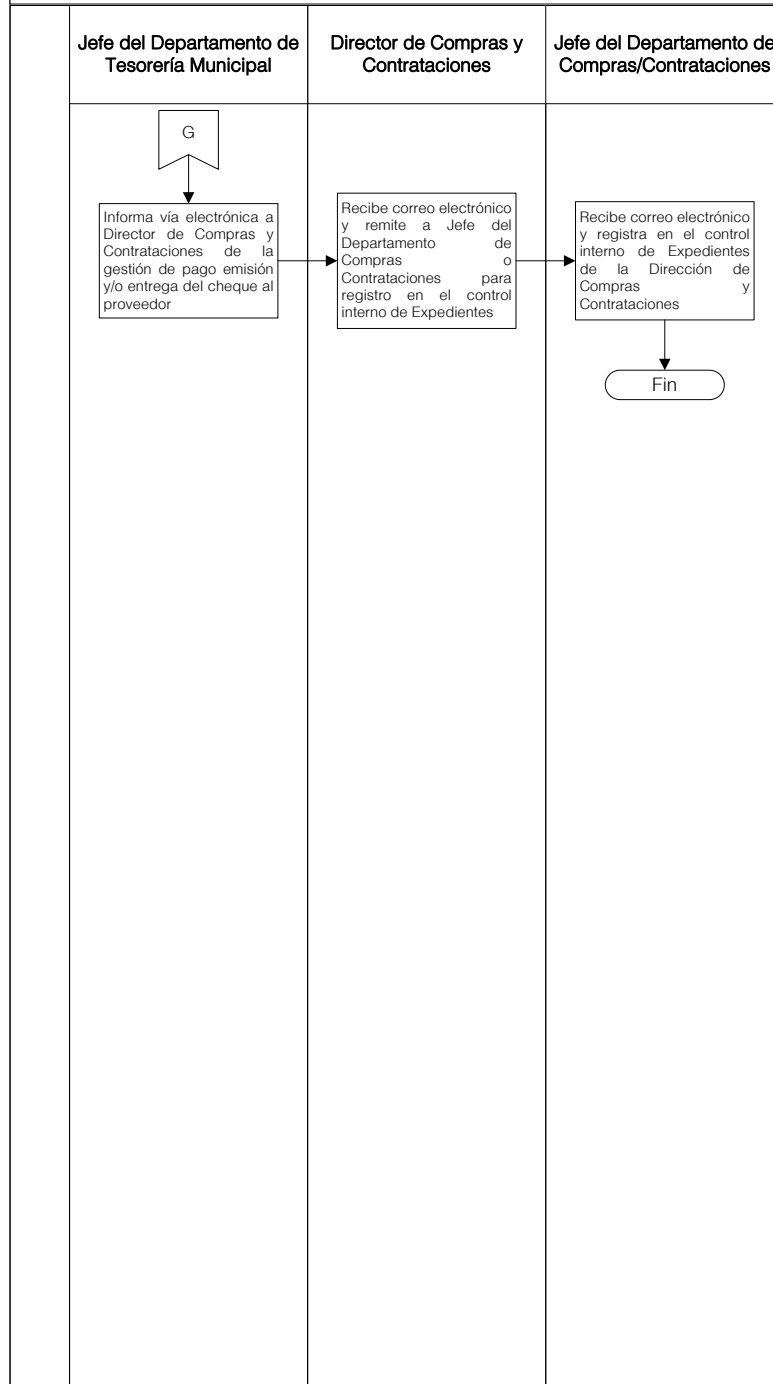 Jefe del Departamento de
Tesorería Municipal
Director de Compras y
Contrataciones
Jefe del Departamento de
Compras/Contrataciones
G
Informa vía electrónica a
Director de Compras y
Contrataciones de la
gestión de pago emisión
y/o entrega del cheque al
proveedor
Recibe correo electrónico
y remite a Jefe del
Departamento de
Compras o
Contrataciones para
registro en el control
interno de Expedientes
Recibe correo electrónico
y registra en el control
interno de Expedientes
de la Dirección de
Compras y
Contrataciones
Fin